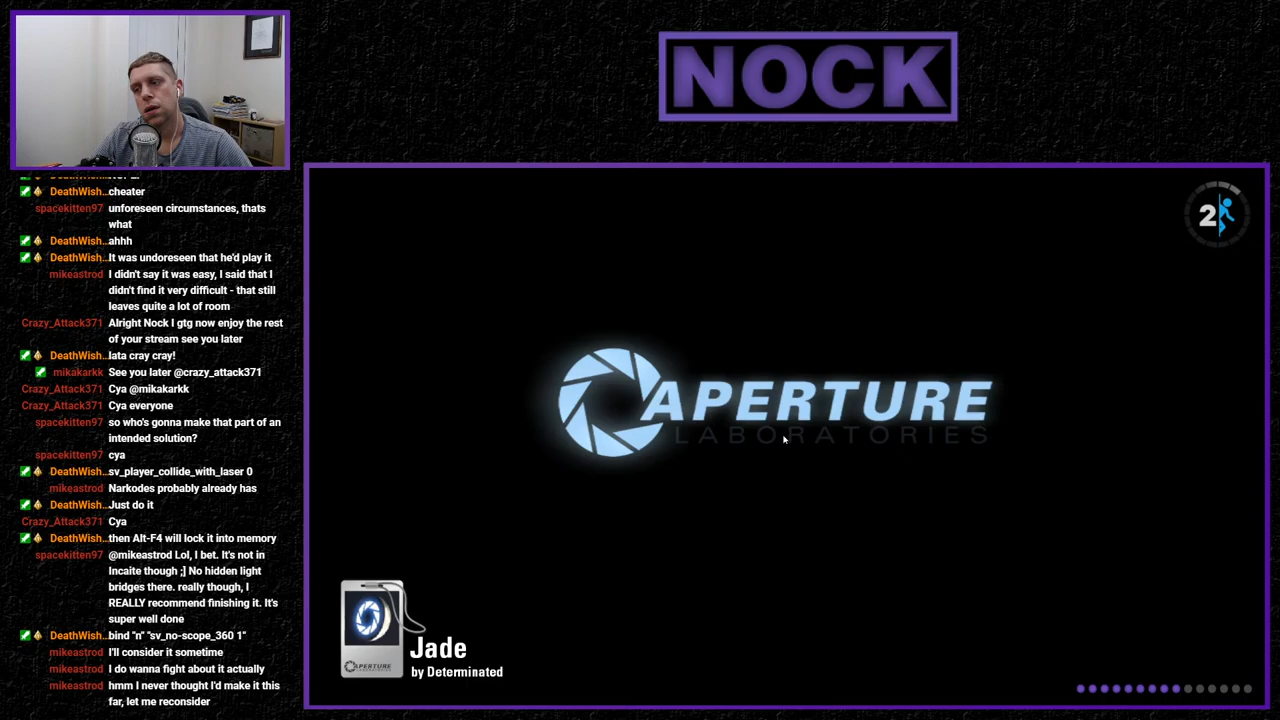 NOCK
DeathWish..cheater
spacekitten97 unforeseen circumstances, thats
what
DeathWish..ahhh
DeathWish..It was undoreseen that he'd play it
mikeastrod I didn't say it was easy, I said that I
didn't find it very difficult - that still
leaves quite a lot of room
Crazy_Attack371 Alright Nock I gtg now enjoy the rest
of your stream see you later
DeathWish..lata cray cray!
mikakarkk See you later @crazy_attack371
Crazy_Attack371 Cya @mikakarkk
Crazy_Attack371 Cya everyone
spacekitten97 so who's gonna make that part of an
intended solution?
spacekitten97 cya
DeathWish..sv_player_collide_with_laser 0
mikeastrod Narkodes probably already has
DeathWish..Just do it
Crazy_Attack371 Cya
DeathWish..then Alt-F4 will lock it into memory
spacekitten97 @mikeastrod Lol, I bet. It's not in
Incaite though ;] No hidden light
bridges there. really though, I
REALLY recommend finishing it. It's
super well done
DeathWish..bind "n" "sv_no-scope_360 1"
mikeastrod I'll consider it sometime
mikeastrod I do wanna fight about it actually
mikeastrod hmm I never thought I'd make it this
far, let me reconsider
2
APERTURE
LABORATORIES
APERTURE
Jade
by Determinated